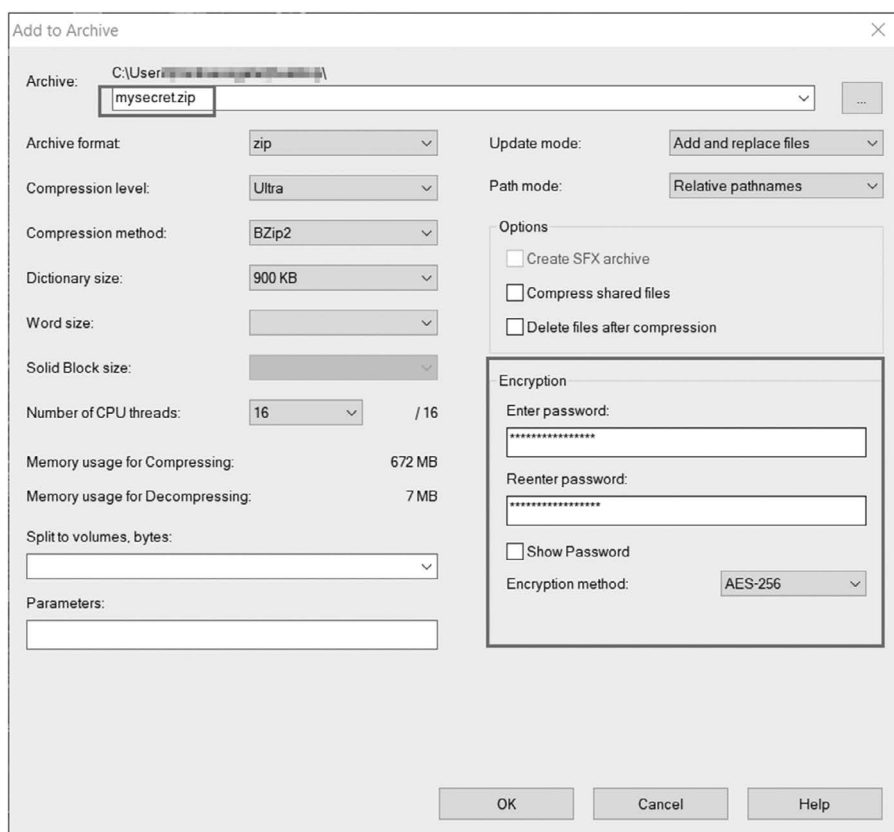 Add to Archive
Archive:
C:\User
mysecret.zip
...
Archive format:
zip
Update mode:
Add and replace files
Compression level:
Ultra
Path mode:
Relative pathnames
Compression method:
BZip2
Options
Create SFX archive
Dictionary size:
900 KB
Compress shared files
Word size:
Delete files after compression
Solid Block size:
Encryption
Number of CPU threads:
16
/ 16
Enter password:
****************
Memory usage for Compressing:
672 MB
Reenter password:
*****************
Memory usage for Decompressing:
7 MB
Split to volumes, bytes:
Show Password
Encryption method:
AES-256
Parameters:
OK
Cancel
Help